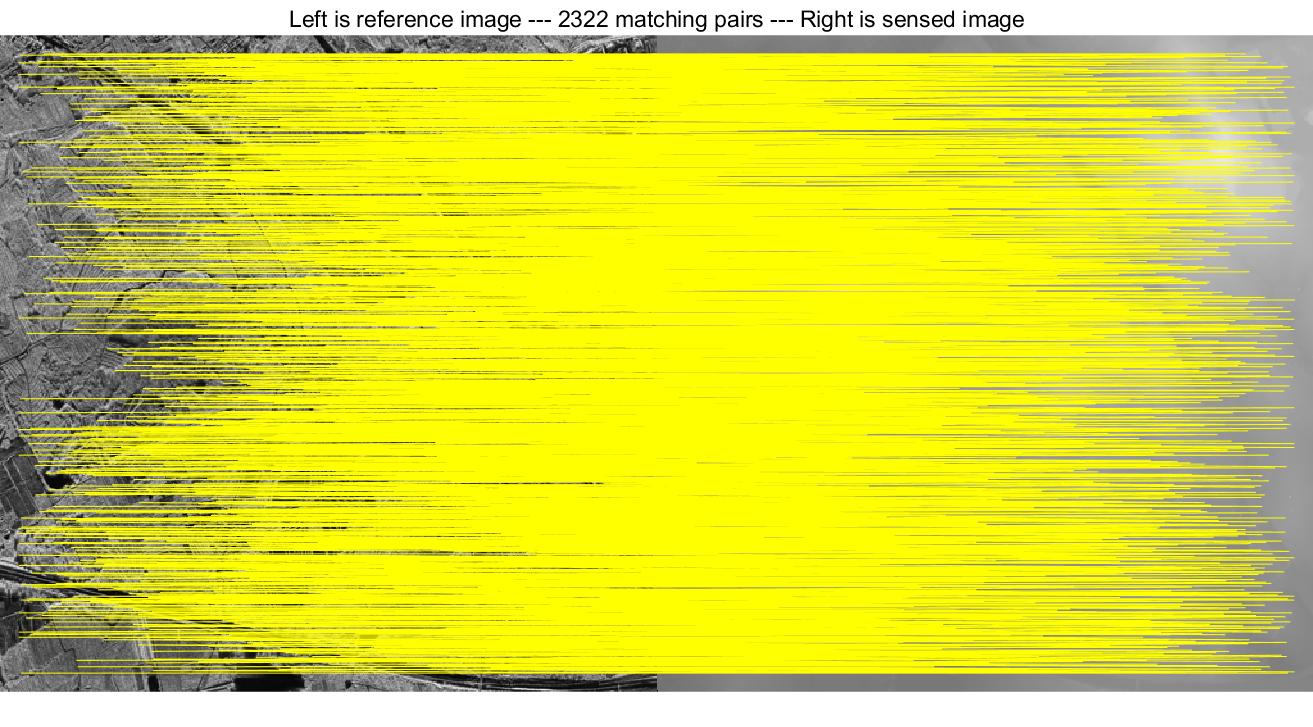 Left is reference image --- 2322 matching pairs --- Right is sensed image